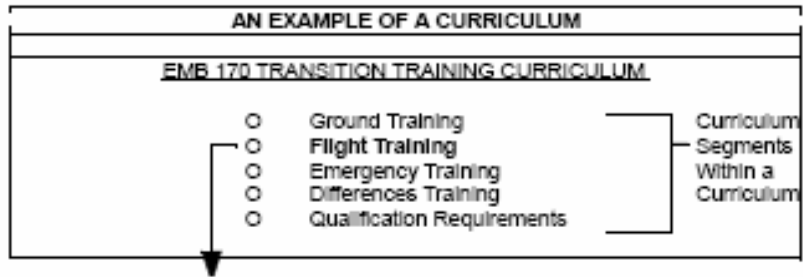 AN EXAMPLE OF A CURRICULUM
EMB 170 TRANSITION TRAINING CURRICULUM
O Ground Training
O Flight Training
O Emergency Training
O Differences Training
O Qualification Requirements
Curriculum
Segments
Within a
Curriculum